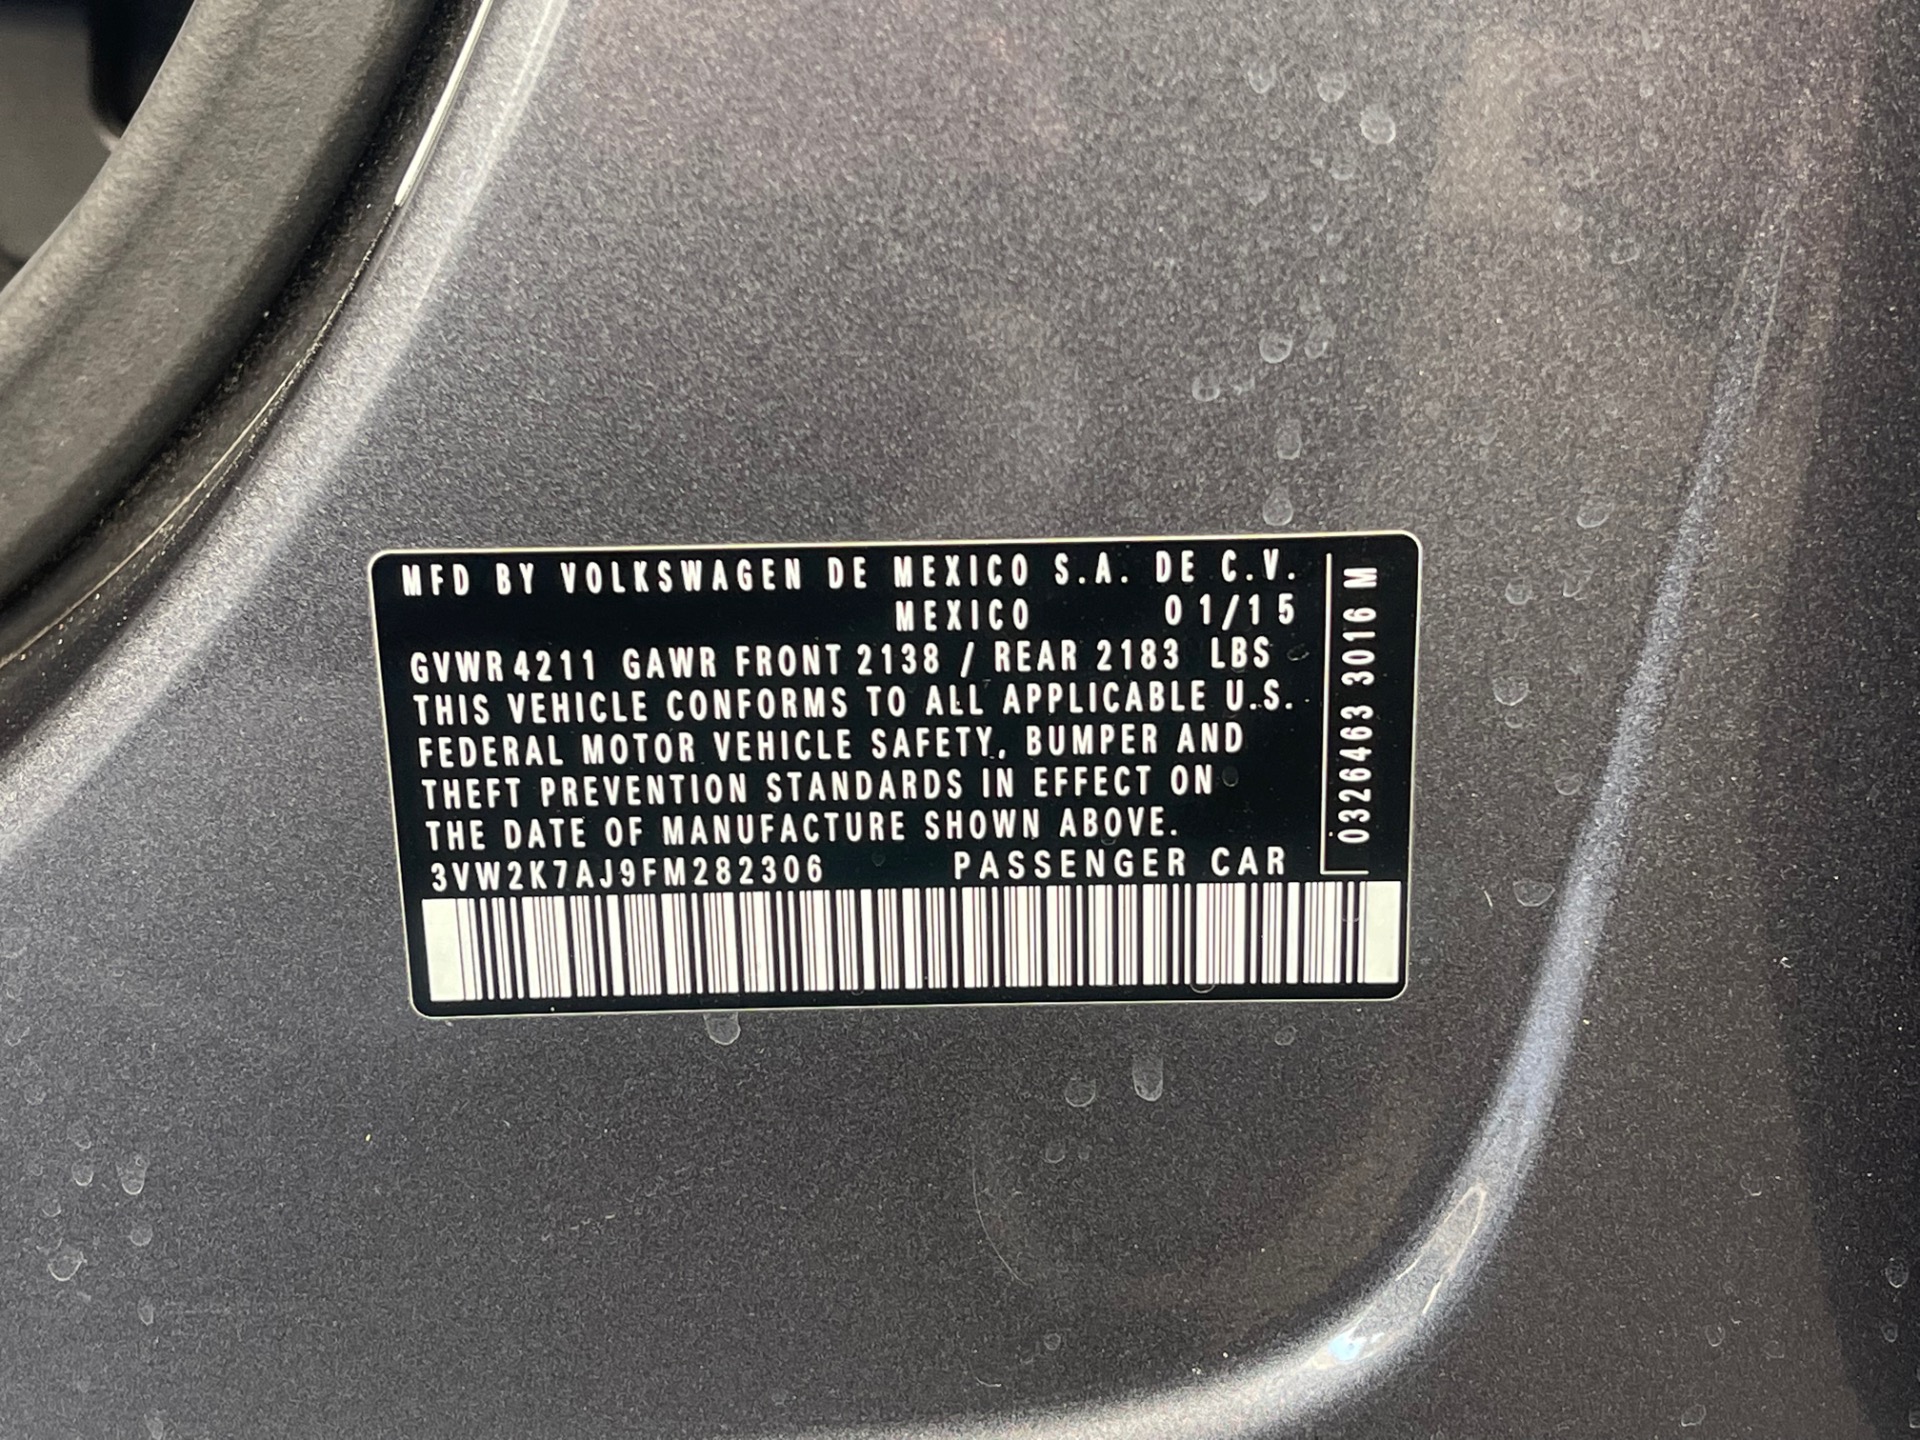 MFD BY VOLKSWAGEN DE MEXICO S.A. DE C.V.
MEXICO 01/15
GVWR 4211 GAWR FRONT 2138 / REAR 2183 LBS
THIS VEHICLE CONFORMS TO ALL APPLICABLE U.S.
FEDERAL MOTOR VEHICLE SAFETY, BUMPER AND
THEFT PREVENTION STANDARDS IN EFFECT ON
THE DATE OF MANUFACTURE SHOWN ABOVE.
3VW2K7AJ9FM282306 PASSENGER CAR
0326463 3016 M